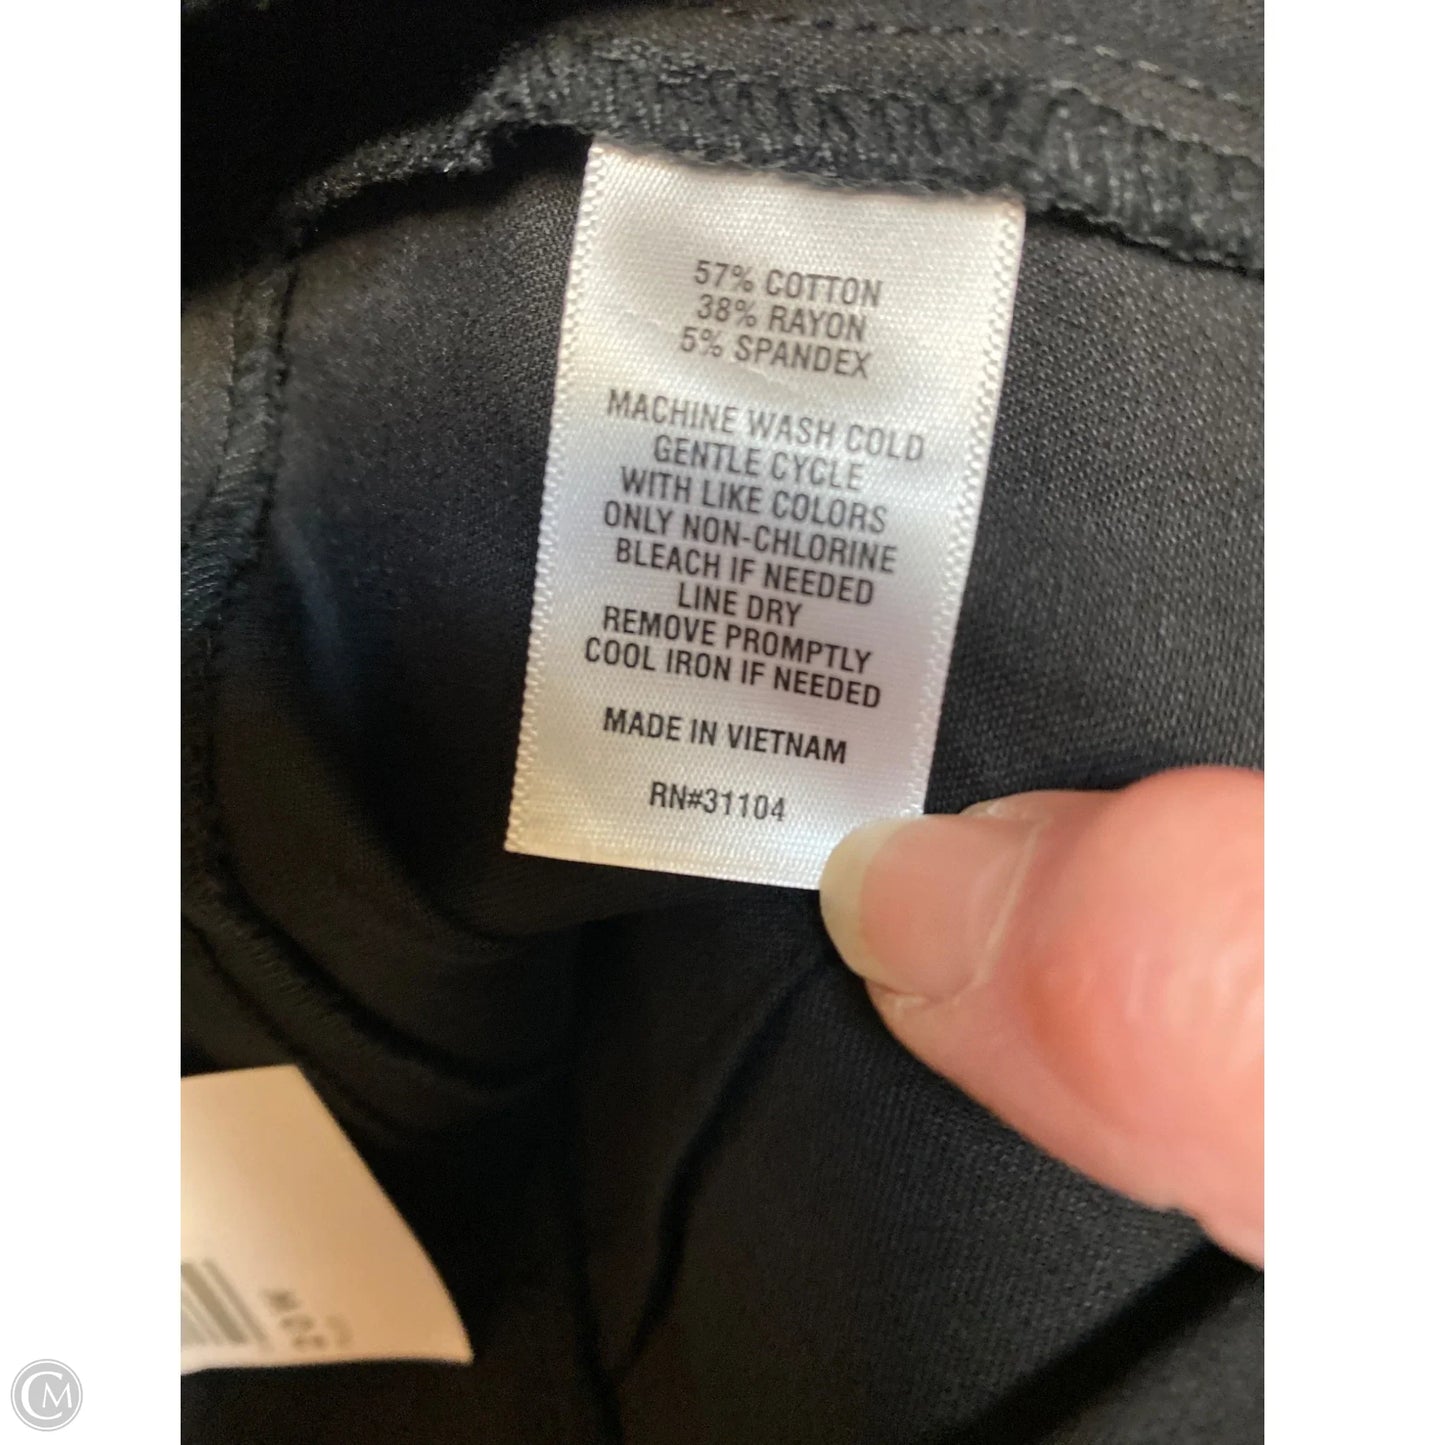 57% COTTON
38% RAYON
5% SPANDEX
MACHINE WASH COLD
GENTLE CYCLE
WITH LIKE COLORS
ONLY NON-CHLORINE
BLEACH IF NEEDED
LINE DRY
REMOVE PROMPTLY
COOL IRON IF NEEDED
MADE IN VIETNAM
RN#31104
CM